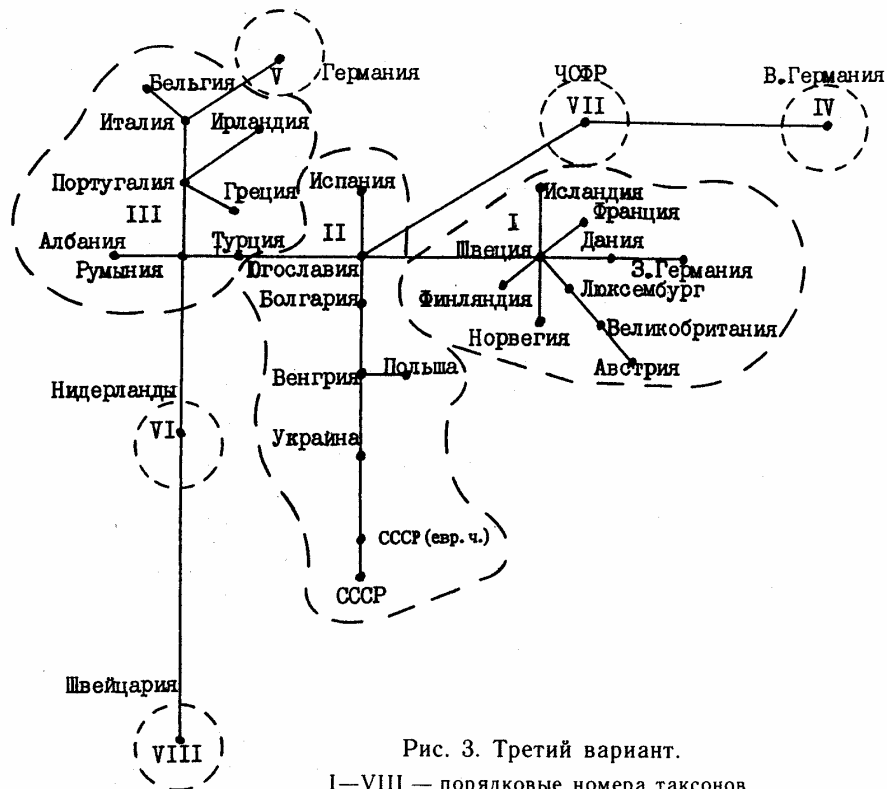 Бельгия
V
Германия
ЧСФР
VII
В.Германия
IV
Италия
Ирландия
Португалия
Греция
III
Испания
II
I
Исландия
Франция
Албания
Турция
Швеция
Дания
Румыния
Югославия
З.Германия
Финляндия
Люксембург
Болгария
Норвегия
Великобритания
Венгрия
Польша
Австрия
Нидерланды
VI
Украина
СССР (евр. ч.)
СССР
Швейцария
VIII
Рис. 3. Третий вариант.
I—VIII — порядковые номера таксонов